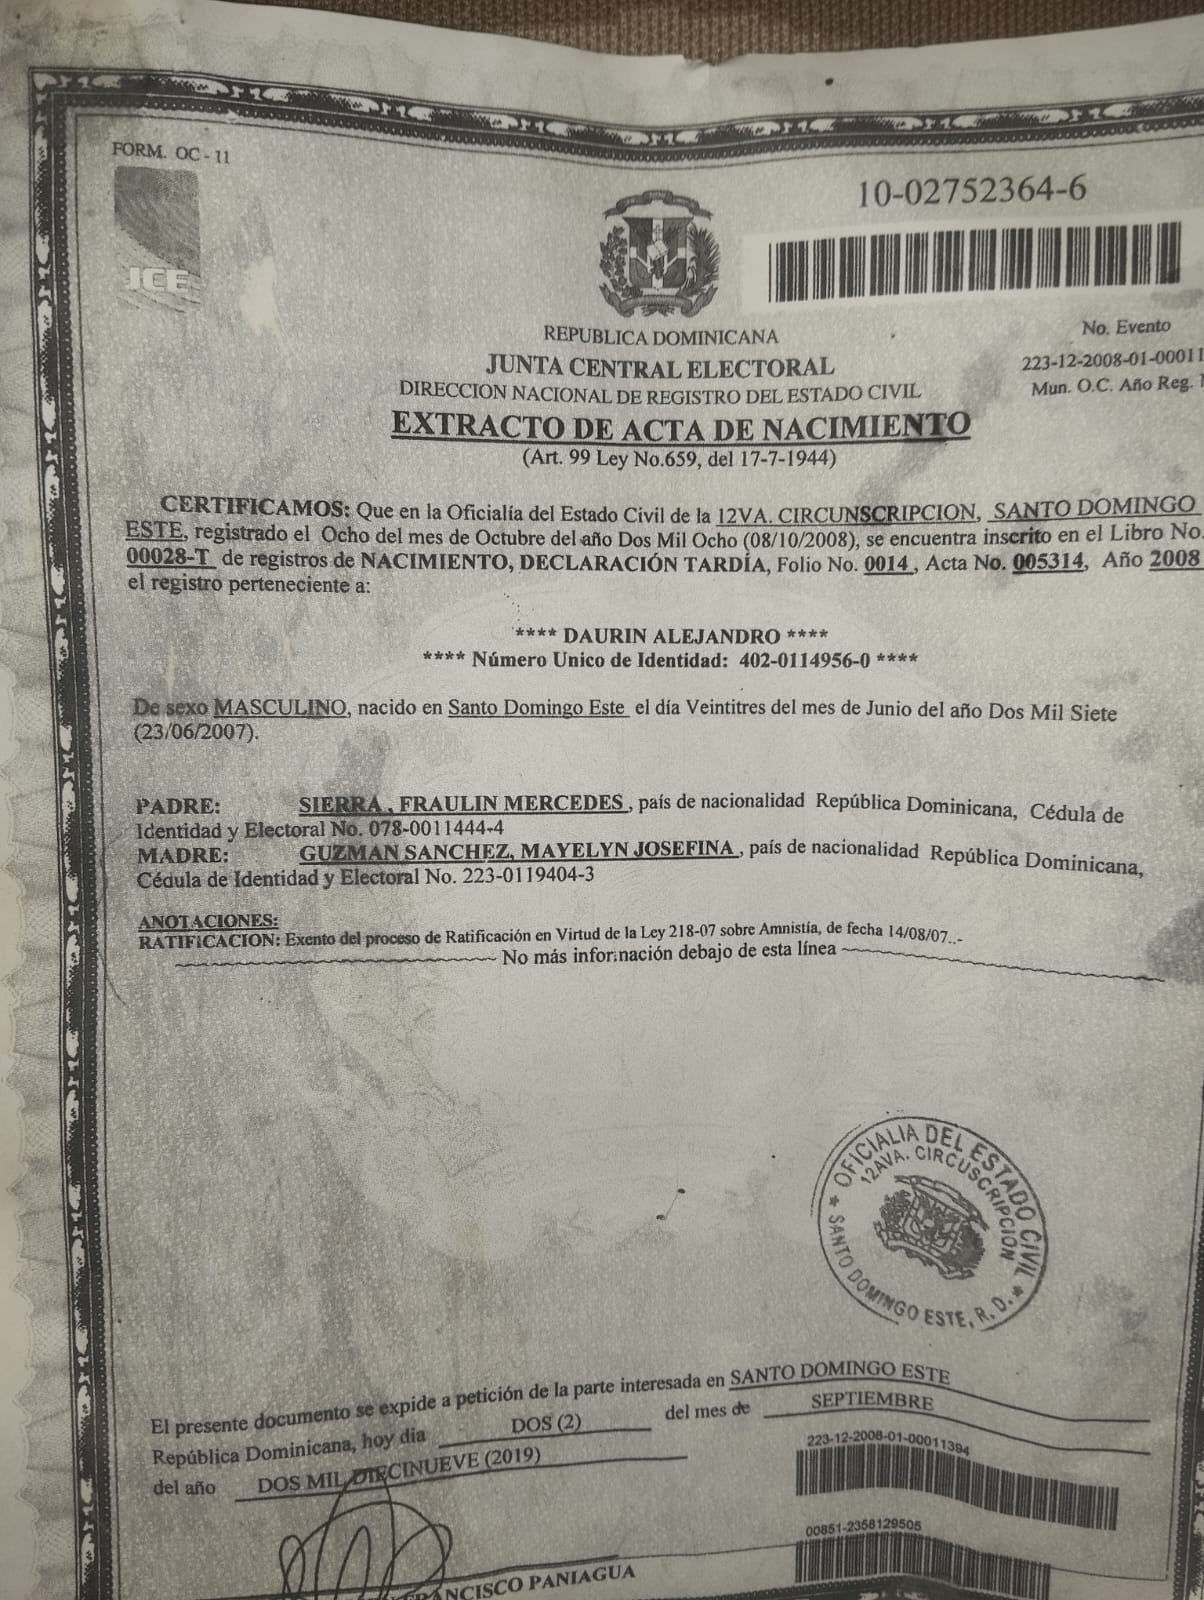 FORM. OC - 11
JCE
10-02752364-6
No. Evento
223-12-2008-01-00011
Mun. O.C. Año Reg.
REPUBLICA DOMINICANA
JUNTA CENTRAL ELECTORAL
DIRECCION NACIONAL DE REGISTRO DEL ESTADO CIVIL
EXTRACTO DE ACTA DE NACIMIENTO
(Art. 99 Ley No.659, del 17-7-1944)
CERTIFICAMOS: Que en la Oficialía del Estado Civil de la 12VA. CIRCUNSCRIPCION, SANTO DOMINGO
ESTE, registrado el Ocho del mes de Octubre del año Dos Mil Ocho (08/10/2008), se encuentra inscrito en el Libro No.
00028-T de registros de NACIMIENTO, DECLARACIÓN TARDÍA, Folio No. 0014, Acta No. 005314, Año 2008
el registro perteneciente a:
**** DAURIN ALEJANDRO ****
**** Número Unico de Identidad: 402-0114956-0 ****
De sexo MASCULINO, nacido en Santo Domingo Este el día Veintitres del mes de Junio del año Dos Mil Siete
(23/06/2007).
PADRE: SIERRA, FRAULIN MERCEDES, país de nacionalidad República Dominicana, Cédula de
Identidad y Electoral No. 078-0011444-4
MADRE: GUZMAN SANCHEZ, MAYELYN JOSEFINA, país de nacionalidad República Dominicana,
Cédula de Identidad y Electoral No. 223-0119404-3
ANOTACIONES:
RATIFICACION: Exento del proceso de Ratificación en Virtud de la Ley 218-07 sobre Amnistía, de fecha 14/08/07..-
No más información debajo de esta línea
OFICIALIA DEL ESTADO CIVIL
12AVA. CIRCUSCRIPCION
* SANTO DOMINGO ESTE, R. D. *
El presente documento se expide a petición de la parte interesada en SANTO DOMINGO ESTE
República Dominicana, hoy dia DOS (2) del mes de SEPTIEMBRE
del año DOS MIL DIECINUEVE (2019)
223-12-2008-01-00011394
00851-2358129505
FRANCISCO PANIAGUA